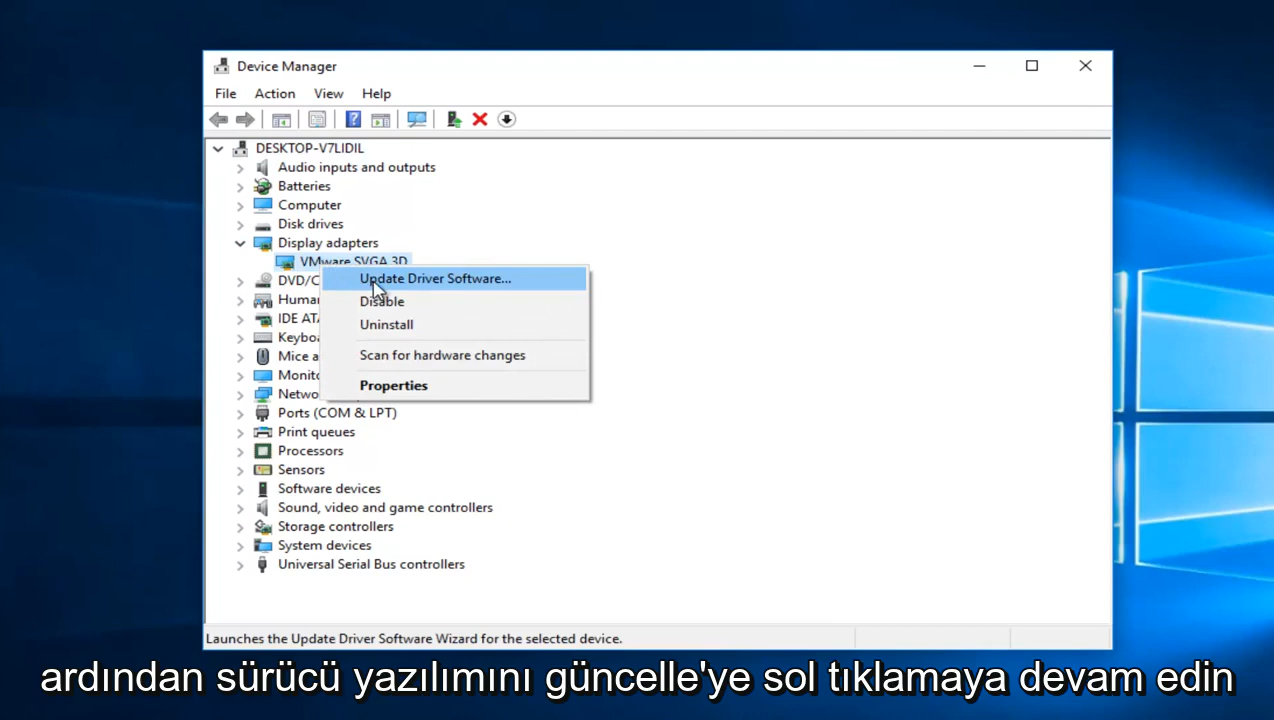 Device Manager
File Action View Help
DESKTOP-V7LIDIL
Audio inputs and outputs
Batteries
Computer
Disk drives
Display adapters
VMware SVGA 3D
DVD/C
Human
IDE ATA
Keyboa
Mice a
Monito
Netwo
Ports (COM & LPT)
Print queues
Processors
Sensors
Software devices
Sound, video and game controllers
Storage controllers
System devices
Universal Serial Bus controllers
Update Driver Software...
Disable
Uninstall
Scan for hardware changes
Properties
Launches the Update Driver Software Wizard for the selected device.
ardından sürücü yazılımını güncelle'ye sol tıklamaya devam edin